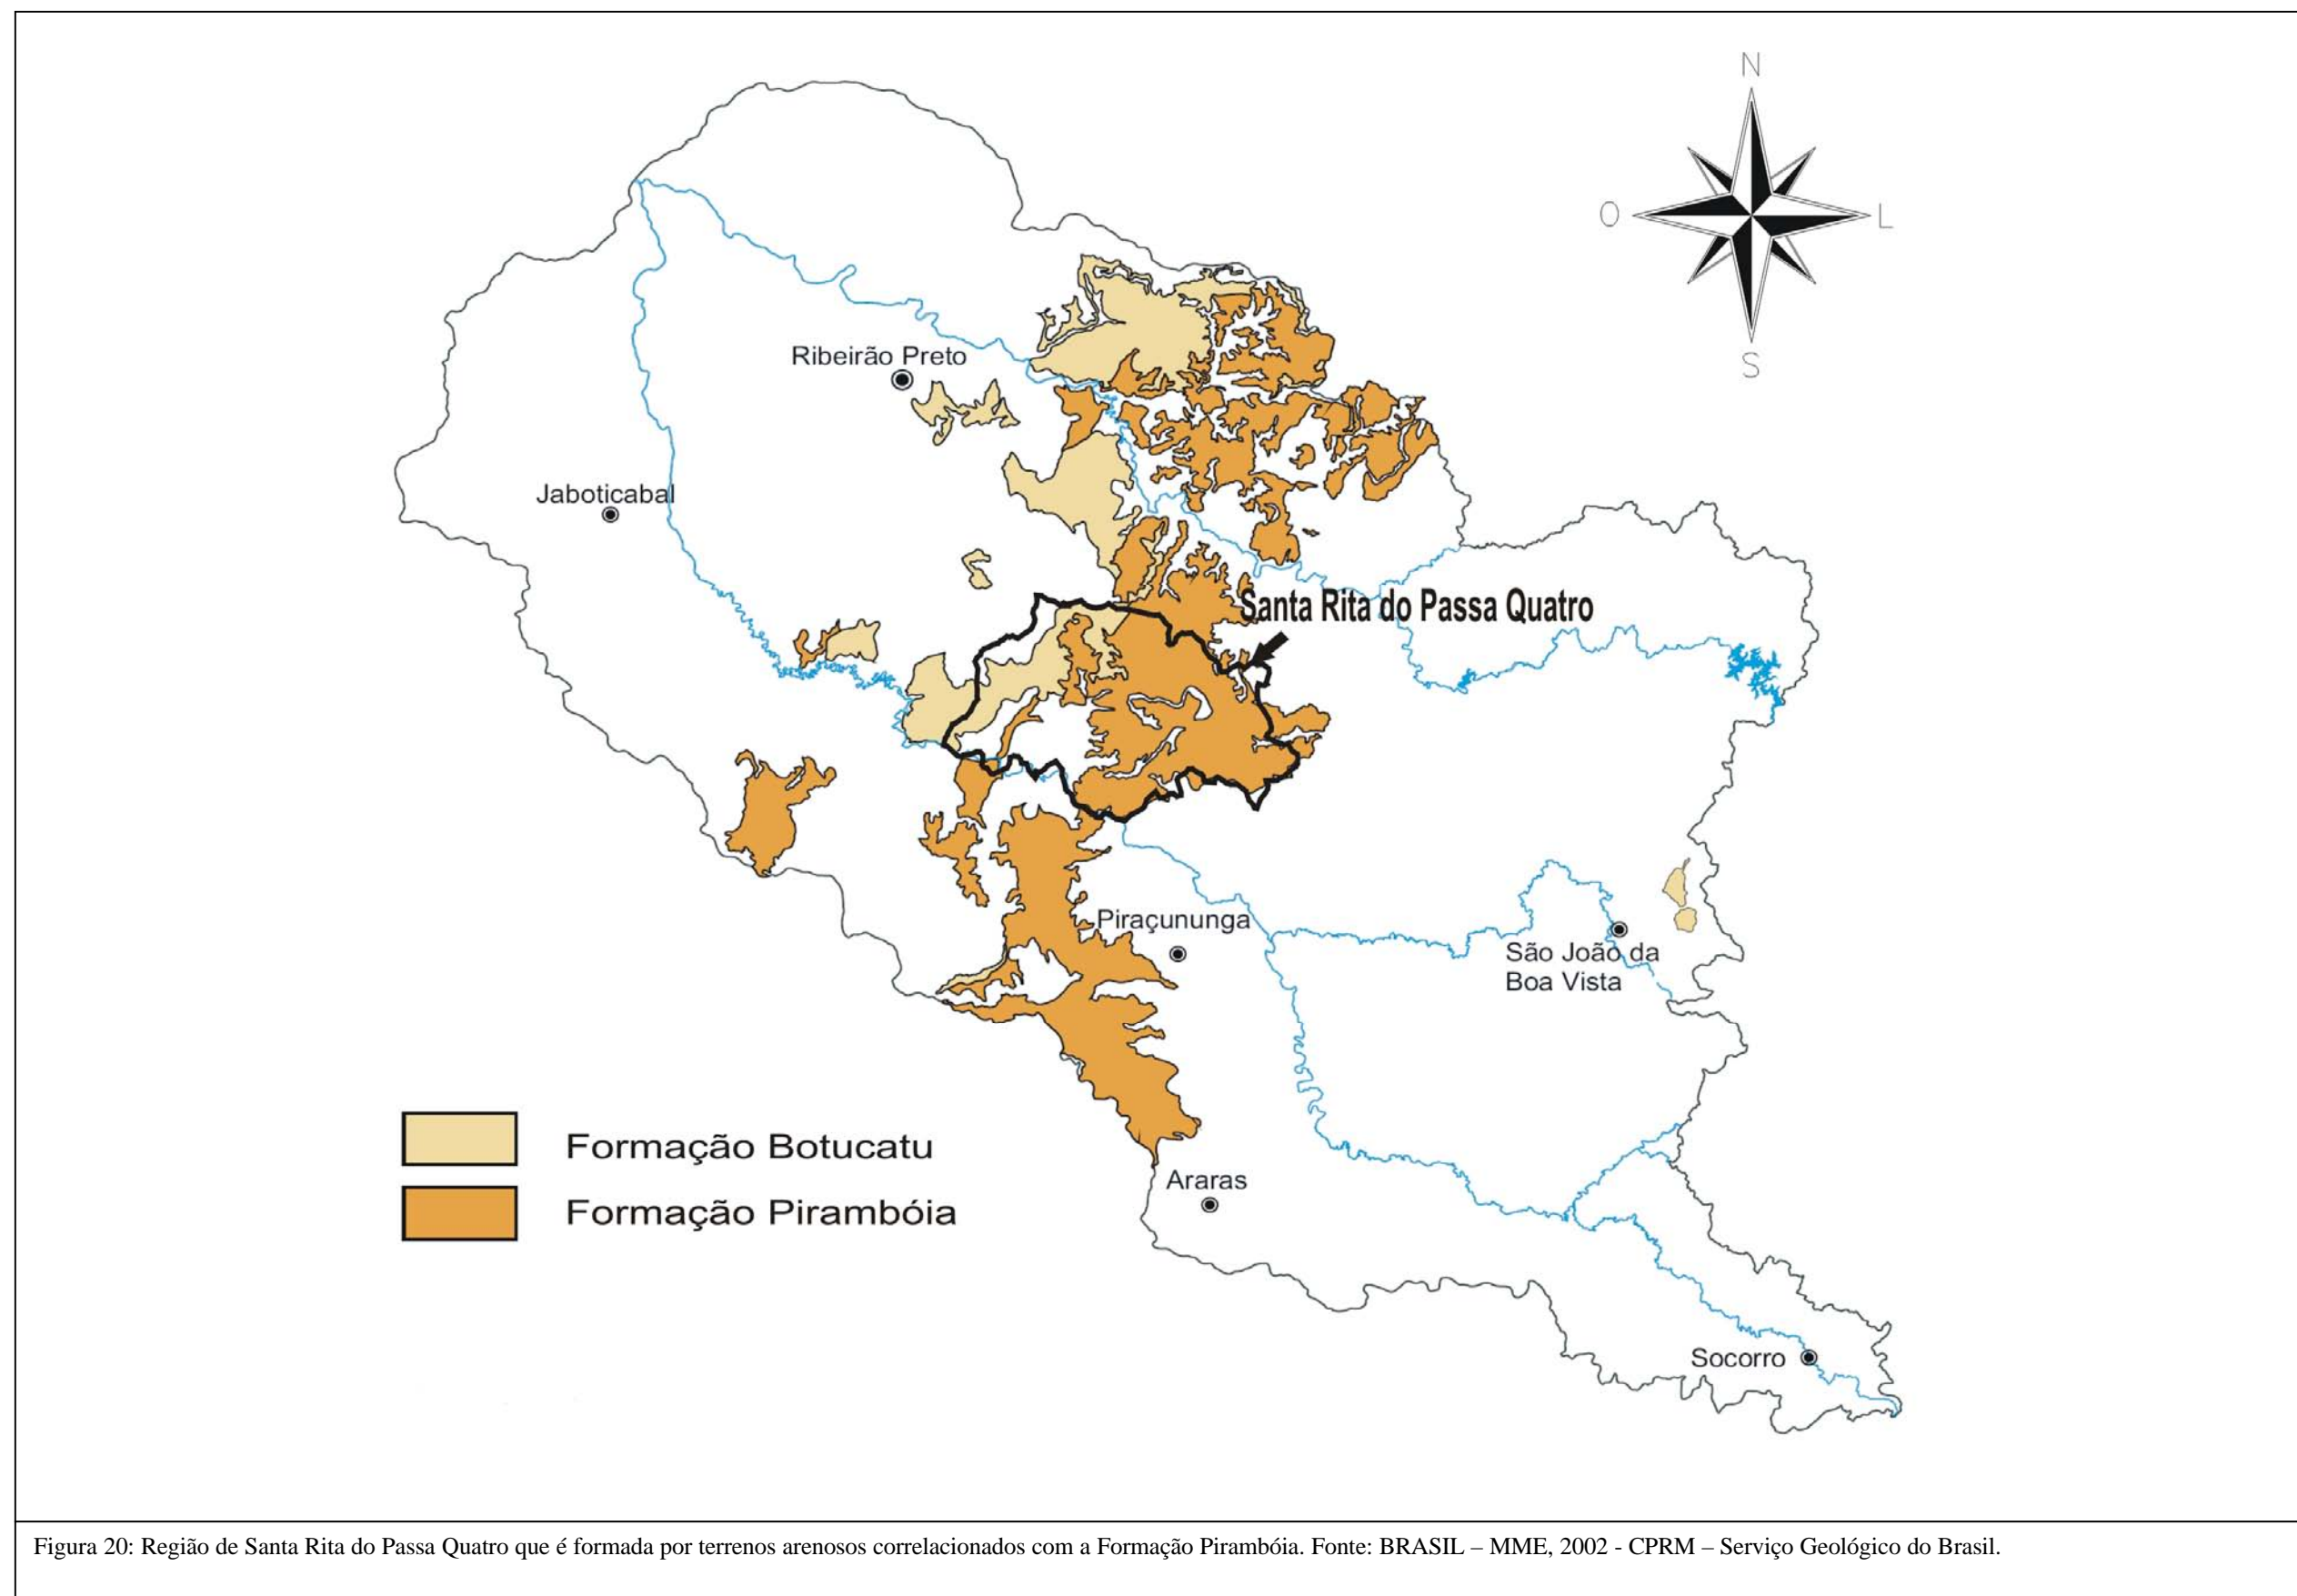 N
O
L
S
Ribeirão Preto
Jaboticabal
Santa Rita do Passa Quatro
Piraçununga
São João da
Boa Vista
Formação Botucatu
Formação Pirambóia
Araras
Socorro
Figura 20: Região de Santa Rita do Passa Quatro que é formada por terrenos arenosos correlacionados com a Formação Pirambóia. Fonte: BRASIL – MME, 2002 - CPRM – Serviço Geológico do Brasil.